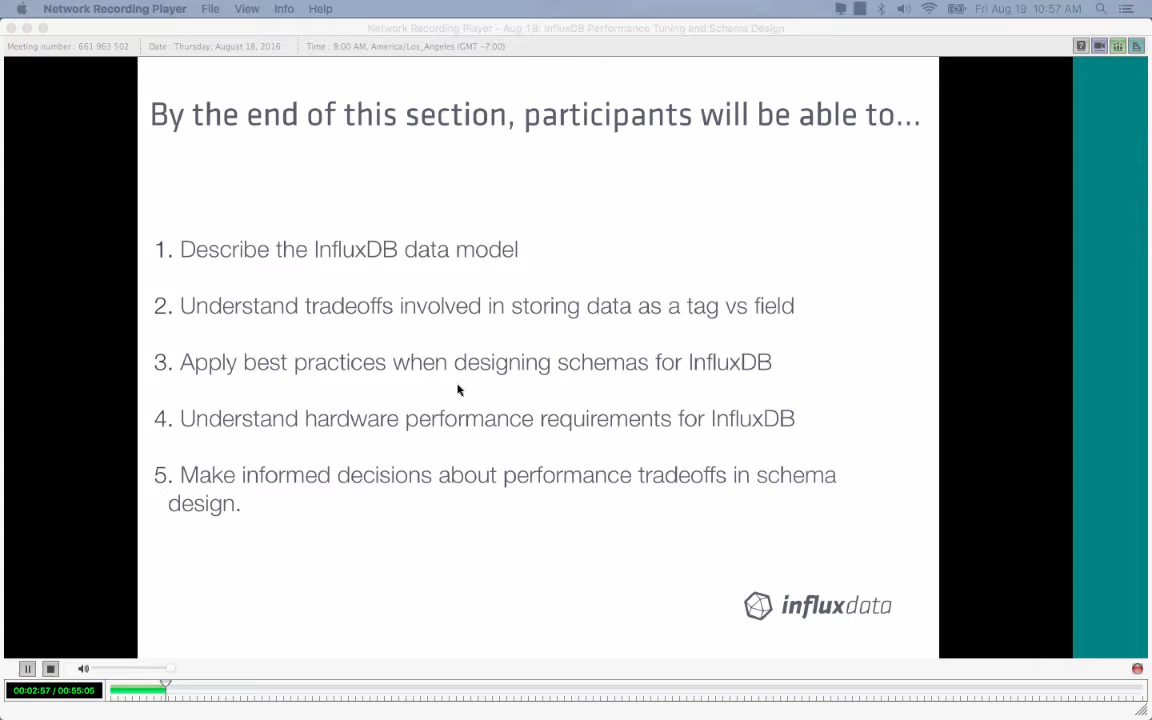 Network Recording Player File View Info Help Fri Aug 19 10:57 AM
Network Recording Player - Aug 18: InfluxDB Performance Tuning and Schema Design
Meeting number : 661 963 502 Date : Thursday, August 18, 2016 Time : 8:00 AM, America/Los_Angeles (GMT -7:00)
By the end of this section, participants will be able to...
1. Describe the InfluxDB data model
2. Understand tradeoffs involved in storing data as a tag vs field
3. Apply best practices when designing schemas for InfluxDB
4. Understand hardware performance requirements for InfluxDB
5. Make informed decisions about performance tradeoffs in schema
design.
influxdata
00:02:57 / 00:55:05